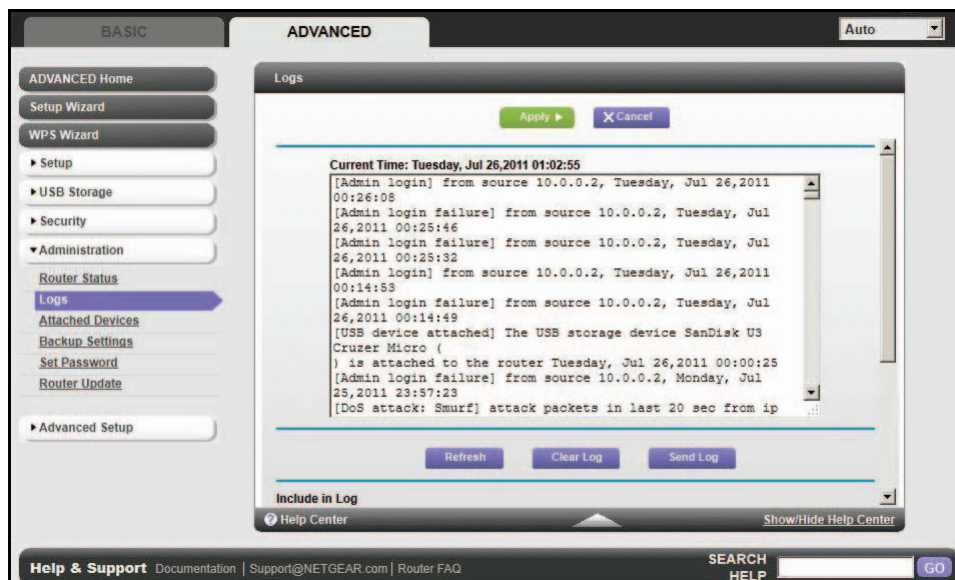 BASIC
ADVANCED
Auto
ADVANCED Home
Setup Wizard
WPS Wizard
Setup
USB Storage
Security
Administration
Router Status
Logs
Attached Devices
Backup Settings
Set Password
Router Update
Advanced Setup
Logs
Apply
Cancel
Current Time: Tuesday, Jul 26,2011 01:02:55
[Admin login] from source 10.0.0.2, Tuesday, Jul 26,2011
00:26:08
[Admin login failure] from source 10.0.0.2, Tuesday, Jul
26,2011 00:25:46
[Admin login failure] from source 10.0.0.2, Tuesday, Jul
26,2011 00:25:32
[Admin login] from source 10.0.0.2, Tuesday, Jul 26,2011
00:14:53
[Admin login failure] from source 10.0.0.2, Tuesday, Jul
26,2011 00:14:49
[USB device attached] The USB storage device SanDisk U3
Cruzer Micro (
) is attached to the router Tuesday, Jul 26,2011 00:00:25
[Admin login failure] from source 10.0.0.2, Monday, Jul
25,2011 23:57:23
[DoS attack: Smurf] attack packets in last 20 sec from ip
Refresh
Clear Log
Send Log
Include in Log
Help Center
Show/Hide Help Center
Help & Support Documentation | Support@NETGEAR.com | Router FAQ
SEARCH
HELP
GO